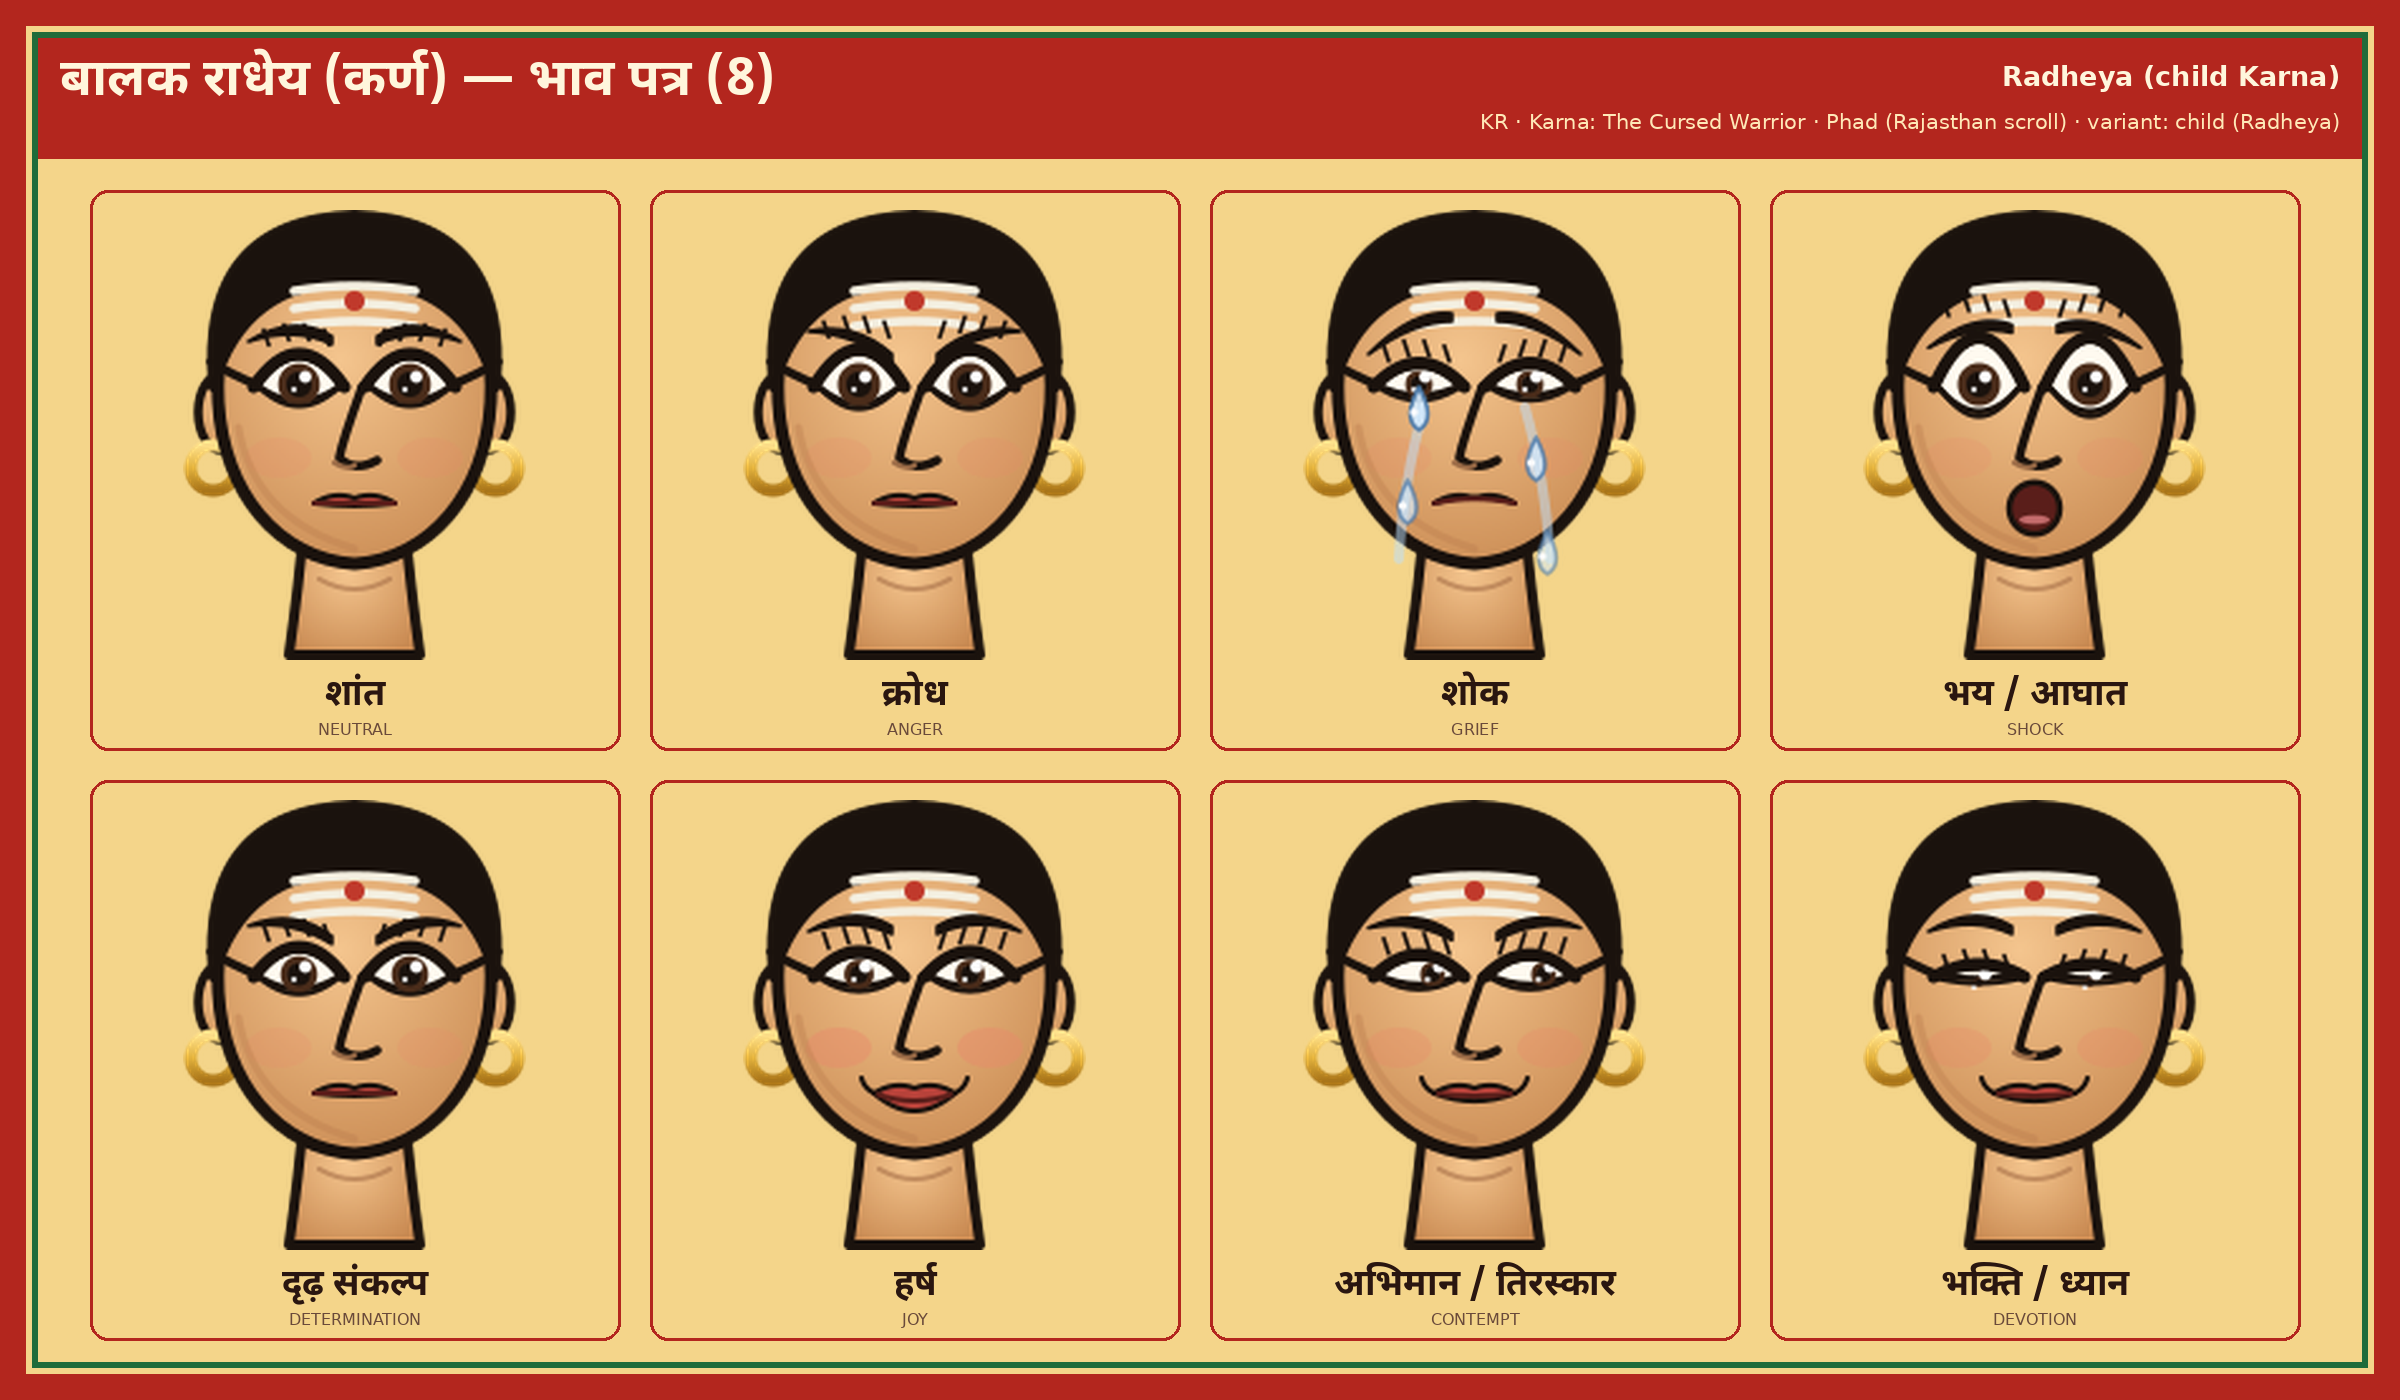 बालक राधेय (कर्ण) — भाव पत्र (8)
Radheya (child Karna)
KR · Karna: The Cursed Warrior · Phad (Rajasthan scroll) · variant: child (Radheya)
शांत
NEUTRAL
क्रोध
ANGER
शोक
GRIEF
भय / आघात
SHOCK
दृढ़ संकल्प
DETERMINATION
हर्ष
JOY
अभिमान / तिरस्कार
CONTEMPT
भक्ति / ध्यान
DEVOTION